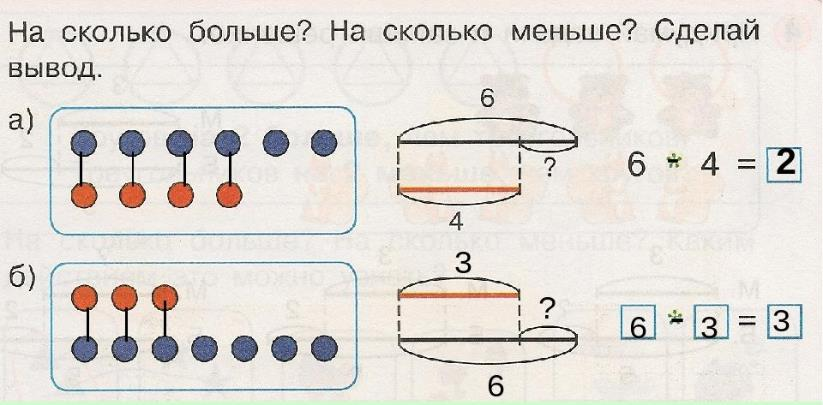 На сколько больше? На сколько меньше? Сделай
вывод.
а)
6
?
4
6 - 4 = 2
б)
3
?
6
6 - 3 = 3